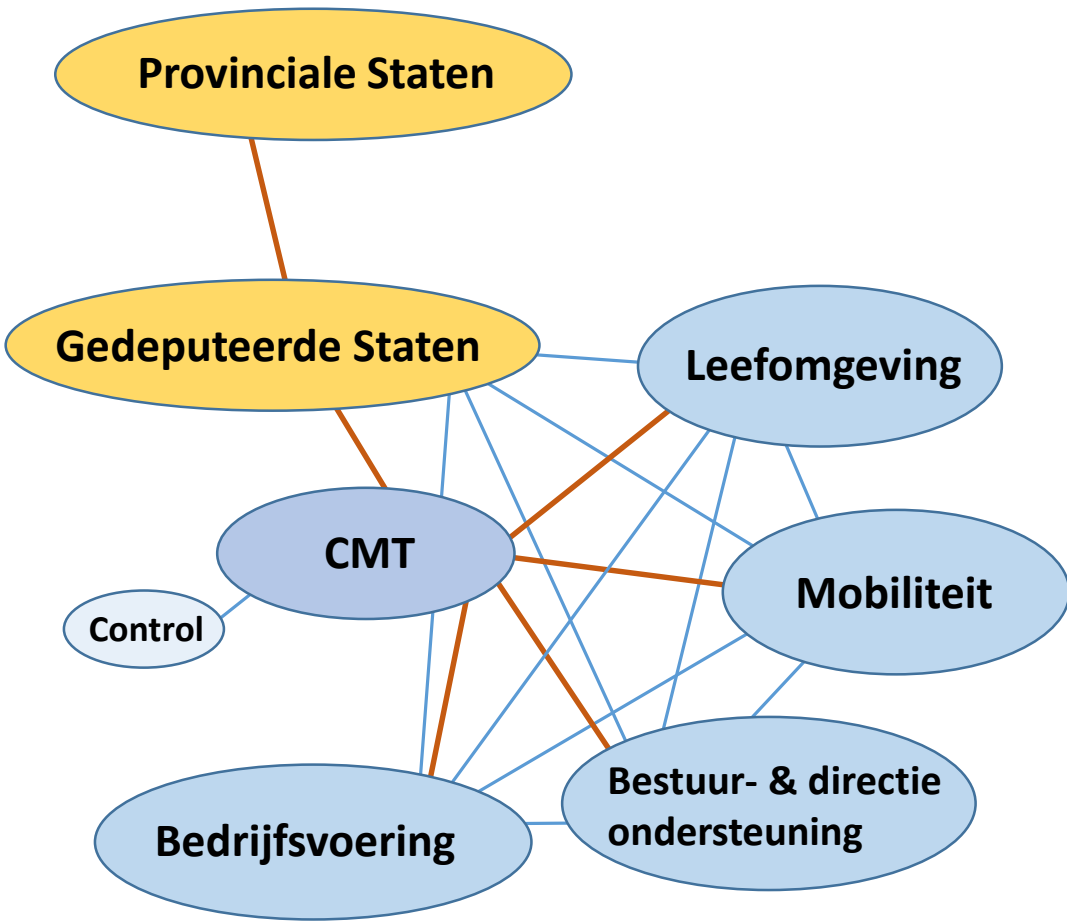 Provinciale Staten
Gedeputeerde Staten
Leefomgeving
CMT
Mobiliteit
Control
Bestuur- & directie
ondersteuning
Bedrijfsvoering